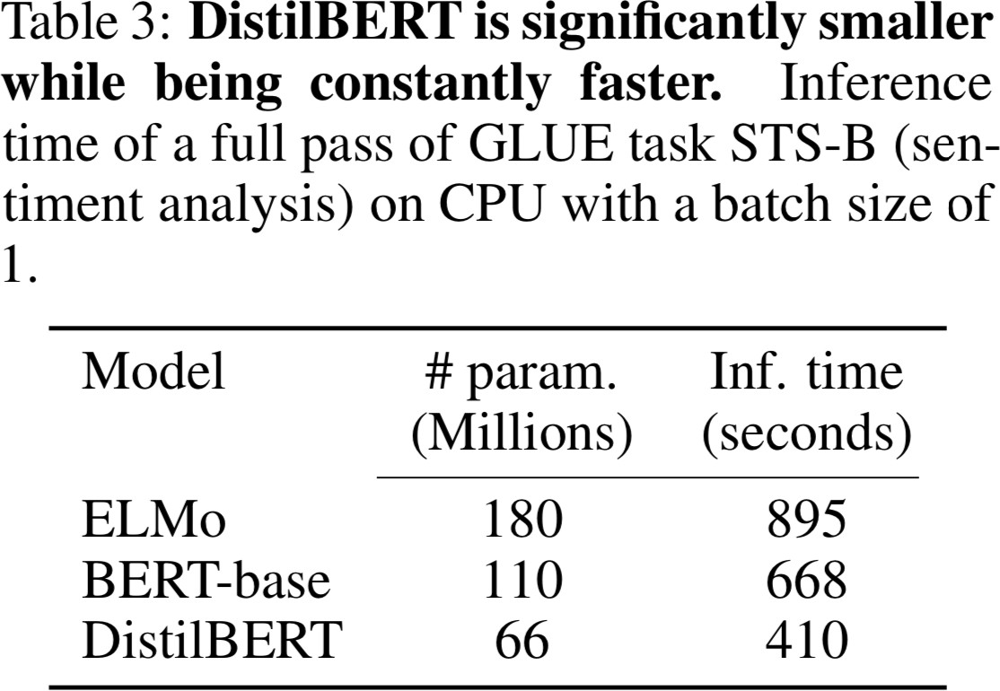 Table 3: DistilBERT is significantly smaller
while being constantly faster. Inference
time of a full pass of GLUE task STS-B (sen-
timent analysis) on CPU with a batch size of
1.
Model # param. Inf. time
(Millions) (seconds)
ELMo 180 895
BERT-base 110 668
DistilBERT 66 410